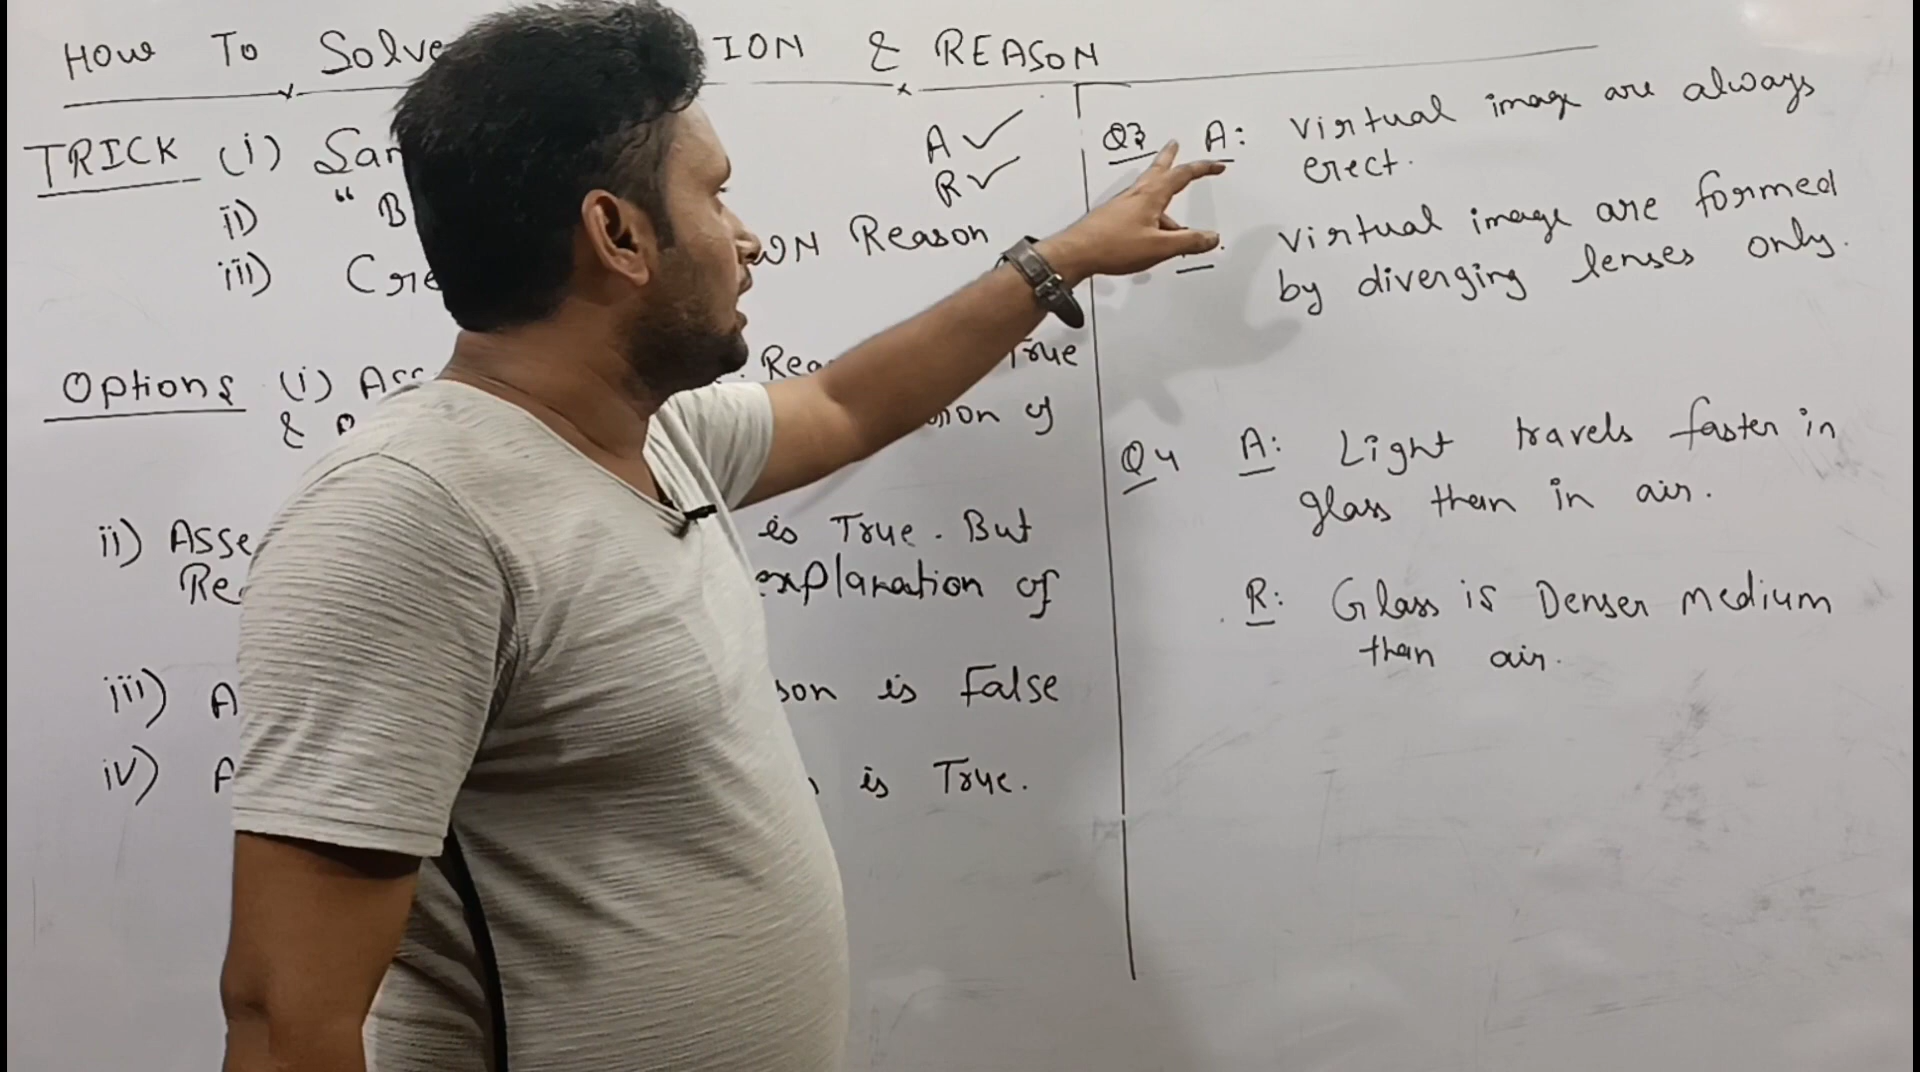 How To Solve ION & REASON
TRICK (i) Sam
A ✓
R ✓
ii) " B
iii) Cre OWN Reason
Options (i) Ass Rea True
& of
ii) Asse is True. But
Re explanation of
iii) A son is False
iv) A is True.
Q3 A: virtual image are always
erect.
virtual image are formed
by diverging lenses only.
Q4 A: Light travels faster in
glass than in air.
R: Glass is Denser medium
than air.